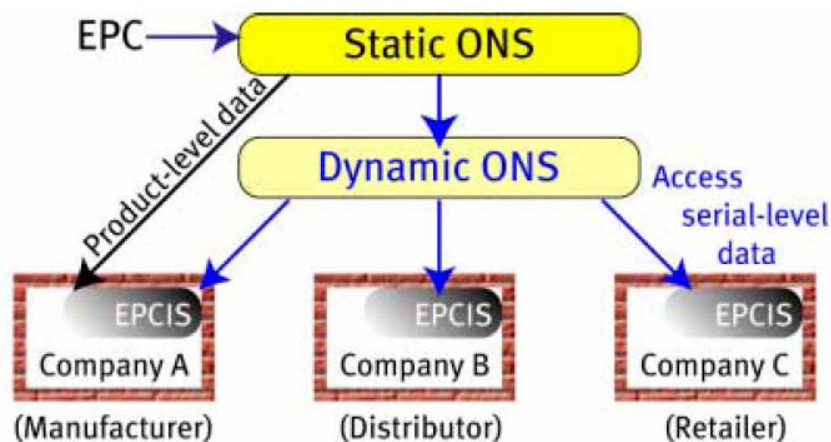 EPC
Static ONS
Product-level data
Dynamic ONS
Access
serial-level
data
EPCIS
Company A
(Manufacturer)
EPCIS
Company B
(Distributor)
EPCIS
Company C
(Retailer)